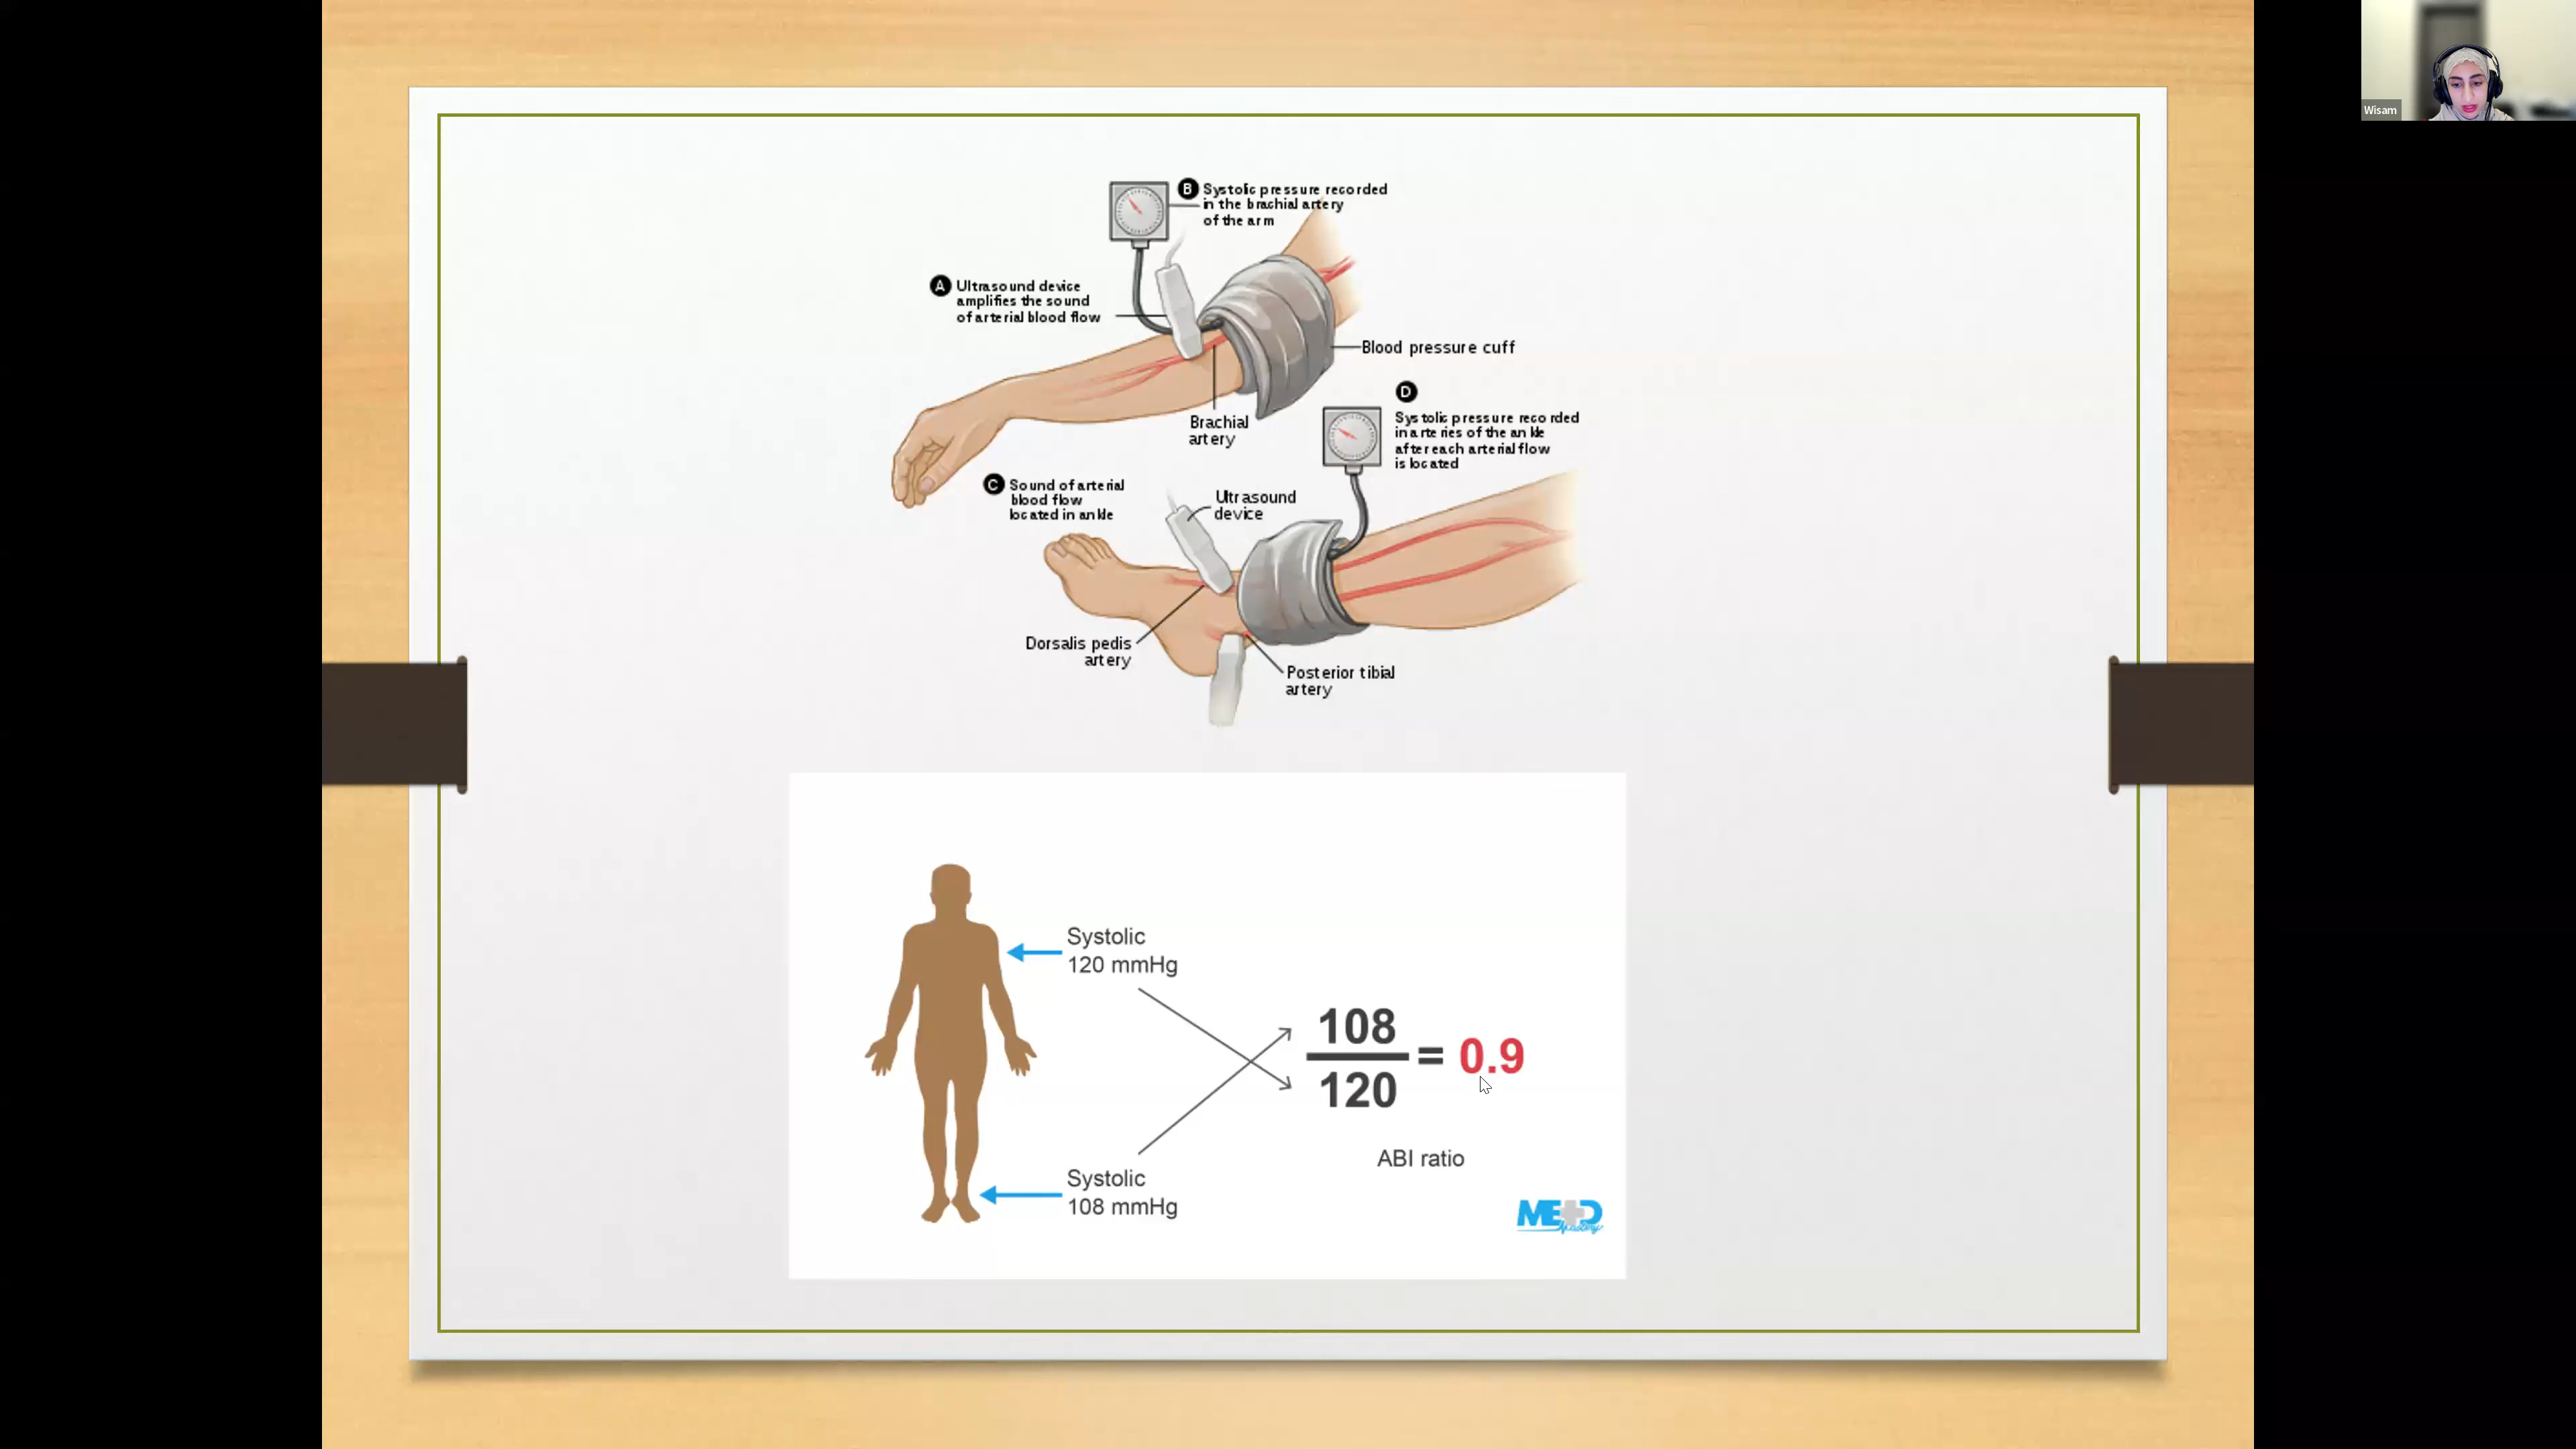 Wisam
B Systolic pressure recorded
in the brachial artery
of the arm
A Ultrasound device
amplifies the sound
of arterial blood flow
Blood pressure cuff
Brachial
artery
D
Systolic pressure recorded
in arteries of the ankle
after each arterial flow
is located
C Sound of arterial
blood flow
located in ankle
Ultrasound
device
Dorsalis pedis
artery
Posterior tibial
artery
Systolic
120 mmHg
108
120
= 0.9
ABI ratio
Systolic
108 mmHg
MED